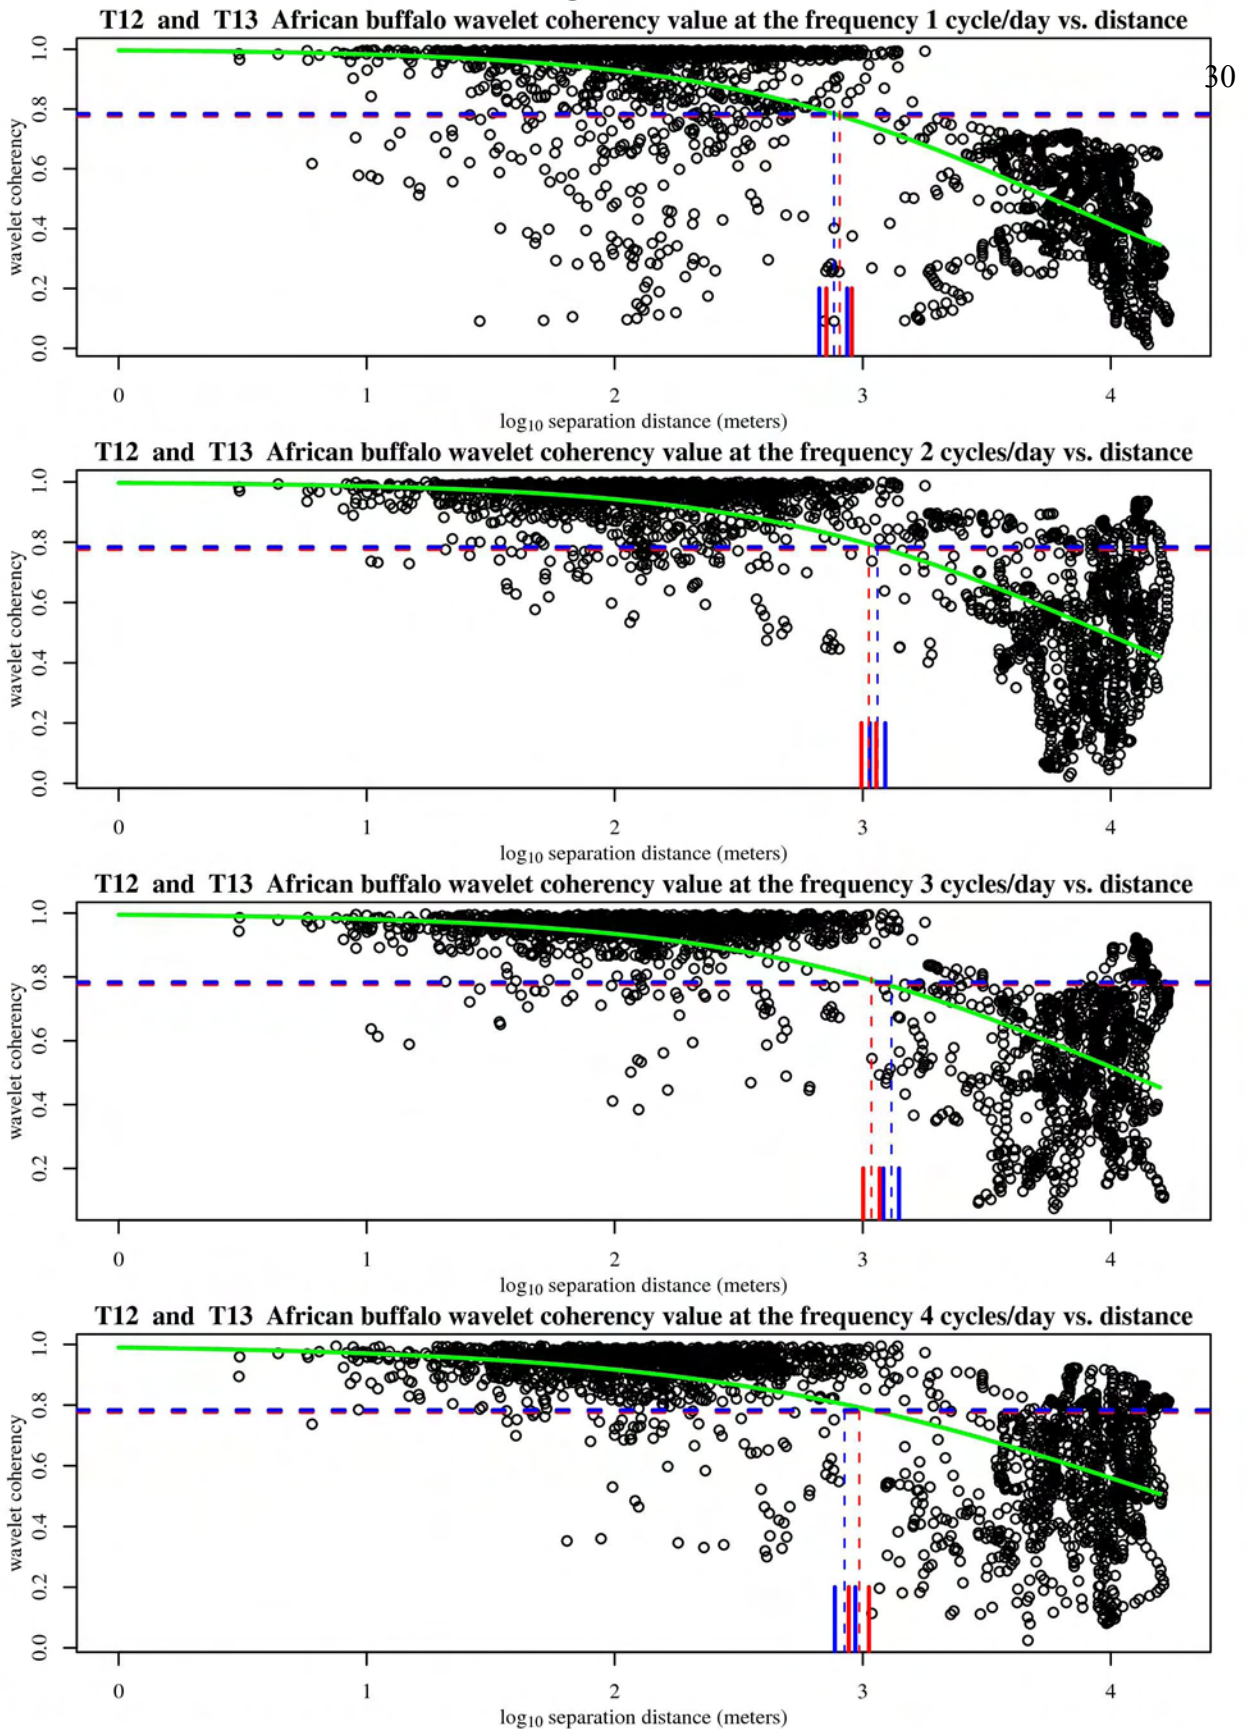 T12 and T13 African buffalo wavelet coherency value at the frequency 1 cycle/day vs. distance
30
wavelet coherency
1.0
0.8
0.6
0.4
0.2
0.0
0 1 2 3 4
log10 separation distance (meters)
T12 and T13 African buffalo wavelet coherency value at the frequency 2 cycles/day vs. distance
wavelet coherency
1.0
0.8
0.6
0.4
0.2
0.0
0 1 2 3 4
log10 separation distance (meters)
T12 and T13 African buffalo wavelet coherency value at the frequency 3 cycles/day vs. distance
wavelet coherency
1.0
0.8
0.6
0.4
0.2
0 1 2 3 4
log10 separation distance (meters)
T12 and T13 African buffalo wavelet coherency value at the frequency 4 cycles/day vs. distance
wavelet coherency
1.0
0.8
0.6
0.4
0.2
0.0
0 1 2 3 4
log10 separation distance (meters)